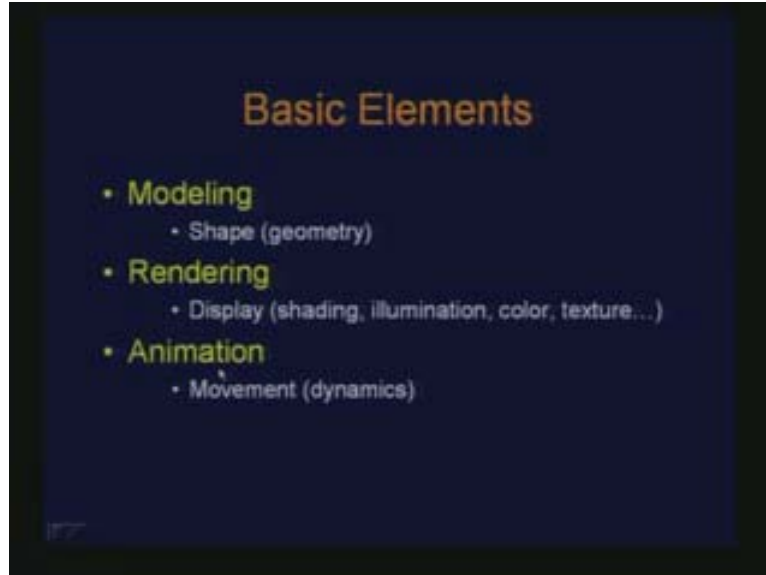 Basic Elements
• Modeling
• Shape (geometry)
• Rendering
• Display (shading, illumination, color, texture...)
• Animation
• Movement (dynamics)